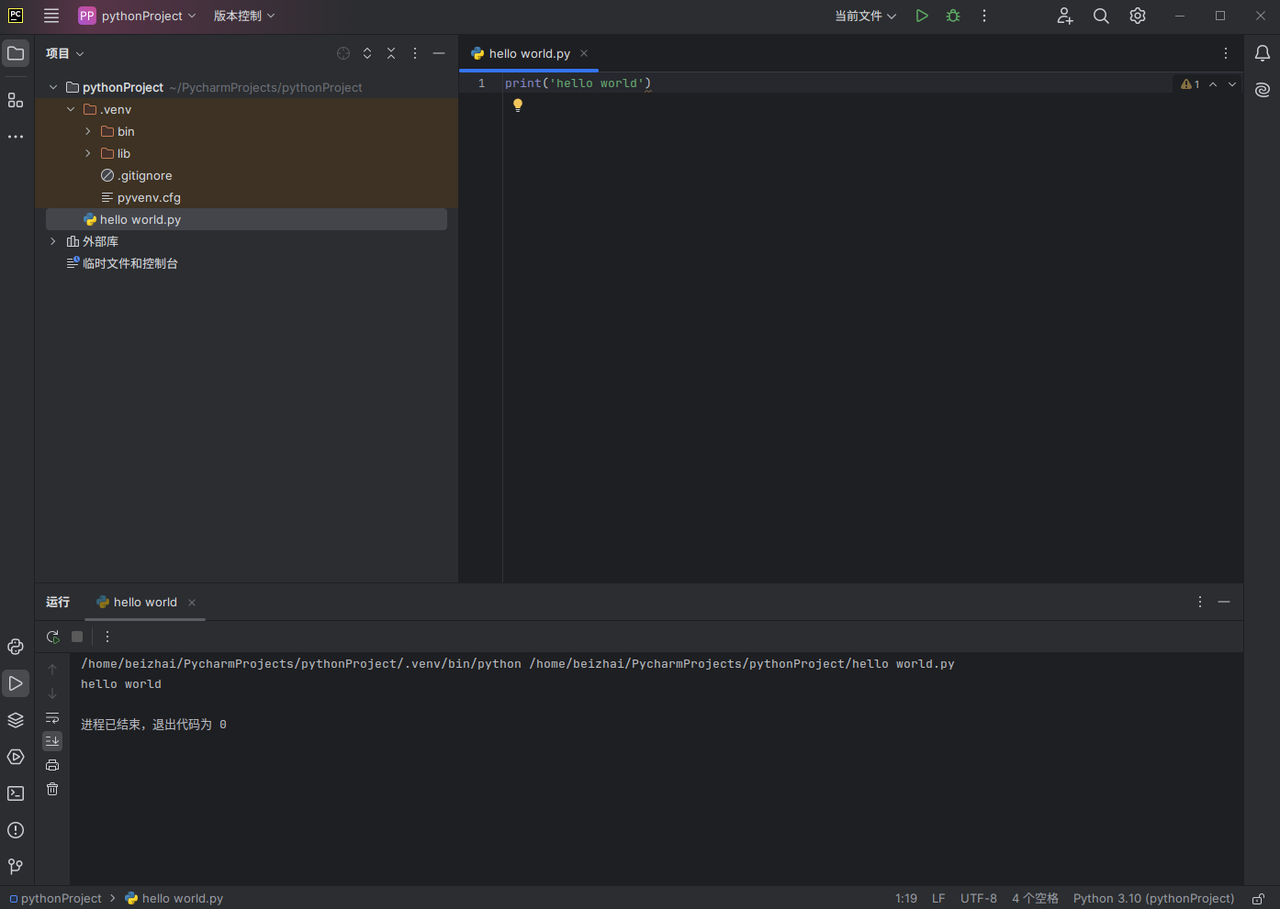 PC PP pythonProject 版本控制 当前文件
项目
hello world.py
pythonProject ~/PycharmProjects/pythonProject
.venv
bin
lib
.gitignore
pyvenv.cfg
hello world.py
外部库
临时文件和控制台
1 print('hello world') 1
运行 hello world
/home/beizhai/PycharmProjects/pythonProject/.venv/bin/python /home/beizhai/PycharmProjects/pythonProject/hello world.py
hello world
进程已结束，退出代码为 0
pythonProject hello world.py 1:19 LF UTF-8 4 个空格 Python 3.10 (pythonProject)